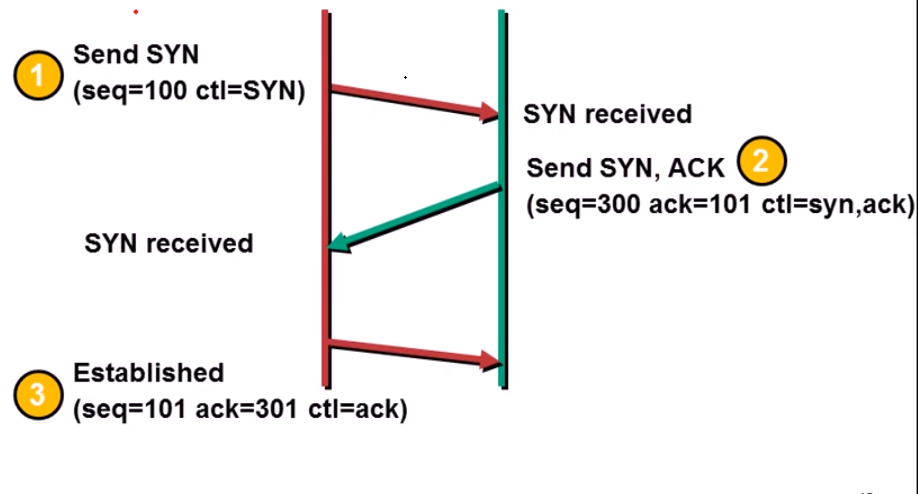 1
Send SYN
(seq=100 ctl=SYN)
SYN received
Send SYN, ACK
2
(seq=300 ack=101 ctl=syn,ack)
SYN received
3
Established
(seq=101 ack=301 ctl=ack)